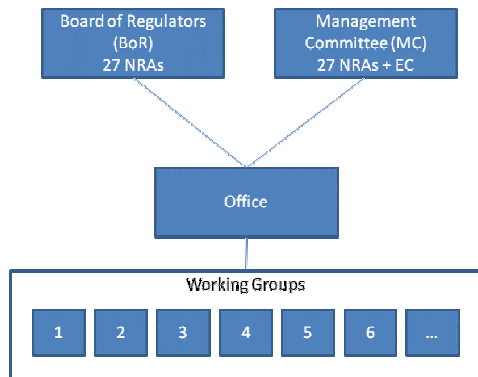 Board of Regulators
(BoR)
27 NRAs
Management
Committee (MC)
27 NRAs + EC
Office
Working Groups
1
2
3
4
5
6
...